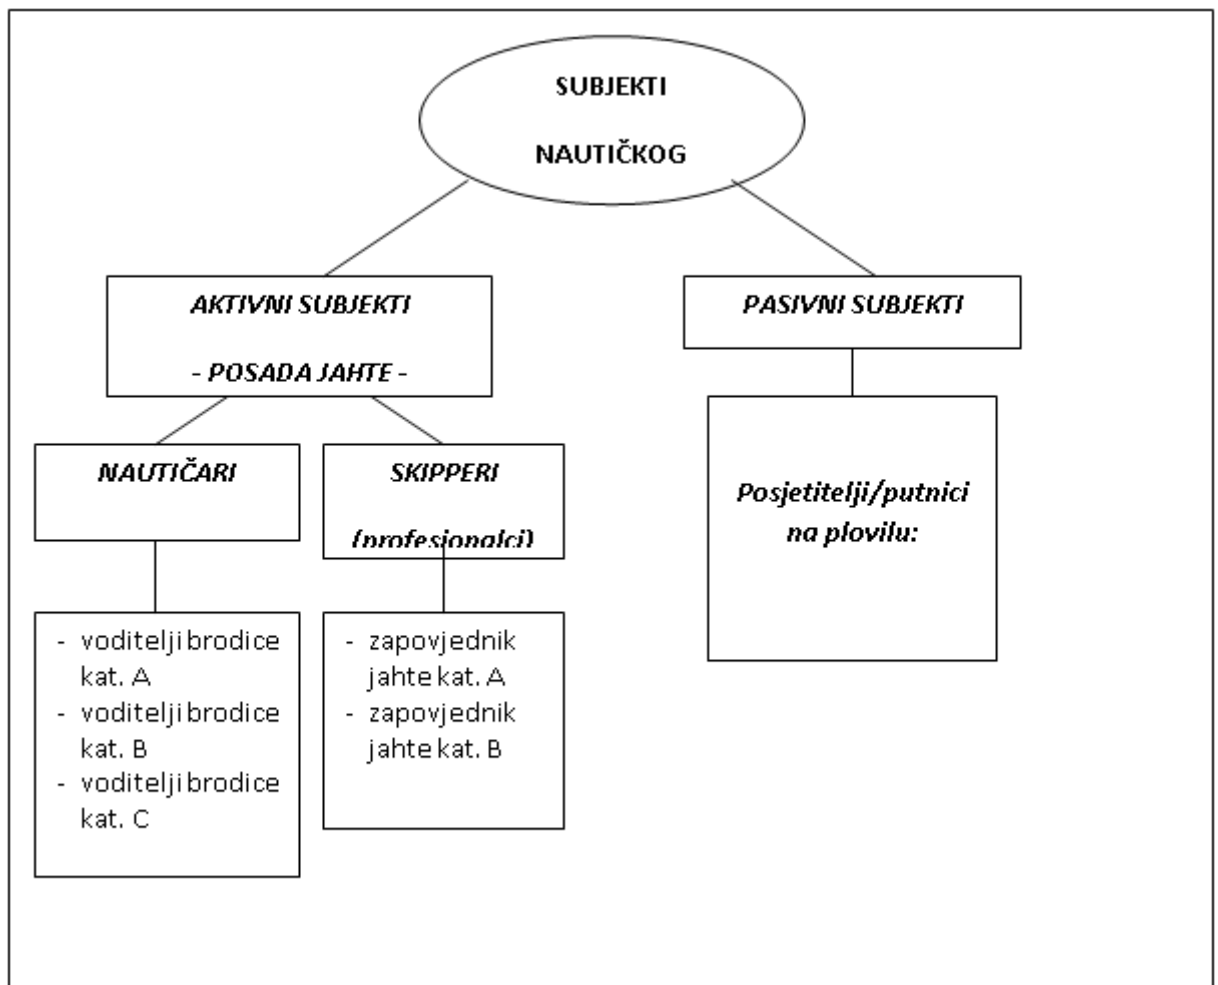 SUBJEKTI
NAUTIČKOG
AKTIVNI SUBJEKTI
- POSADA JAHTE -
PASIVNI SUBJEKTI
NAUTIČARI
SKIPPERI
(profesionalci)
Posjetitelji/putnici
na plovilu:
- voditelji brodice
kat. A
- voditelji brodice
kat. B
- voditelji brodice
kat. C
- zapovjednik
jahte kat. A
- zapovjednik
jahte kat. B